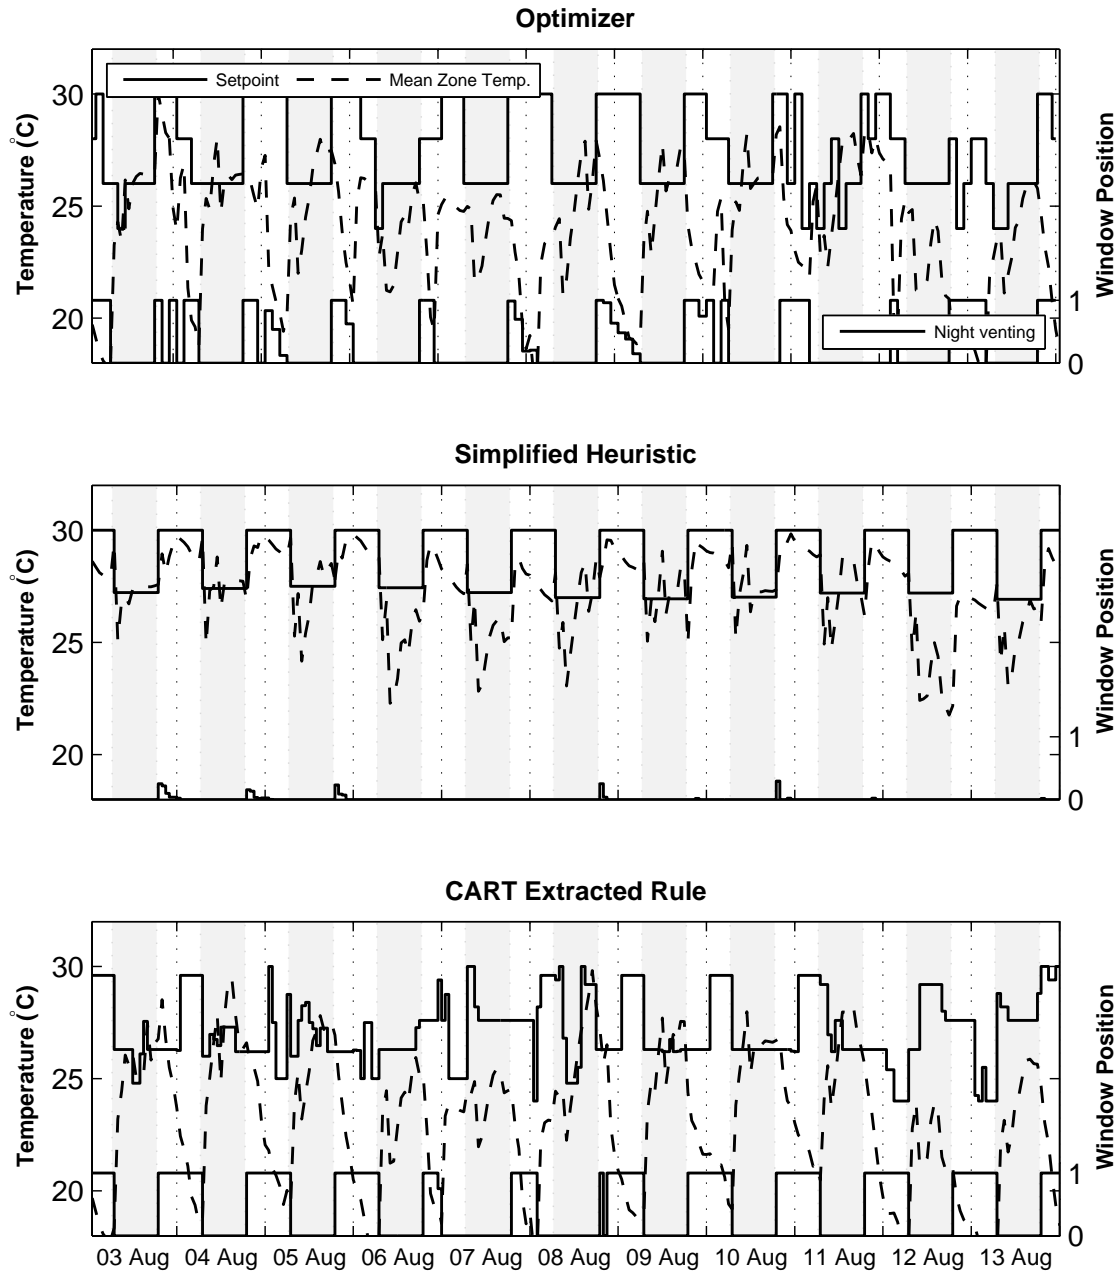 Optimizer
Setpoint Mean Zone Temp.
30
25
20
Temperature (°C)
Window Position
1
0
Night venting
Simplified Heuristic
30
25
20
Temperature (°C)
Window Position
1
0
CART Extracted Rule
30
25
20
Temperature (°C)
Window Position
1
0
03 Aug 04 Aug 05 Aug 06 Aug 07 Aug 08 Aug 09 Aug 10 Aug 11 Aug 12 Aug 13 Aug